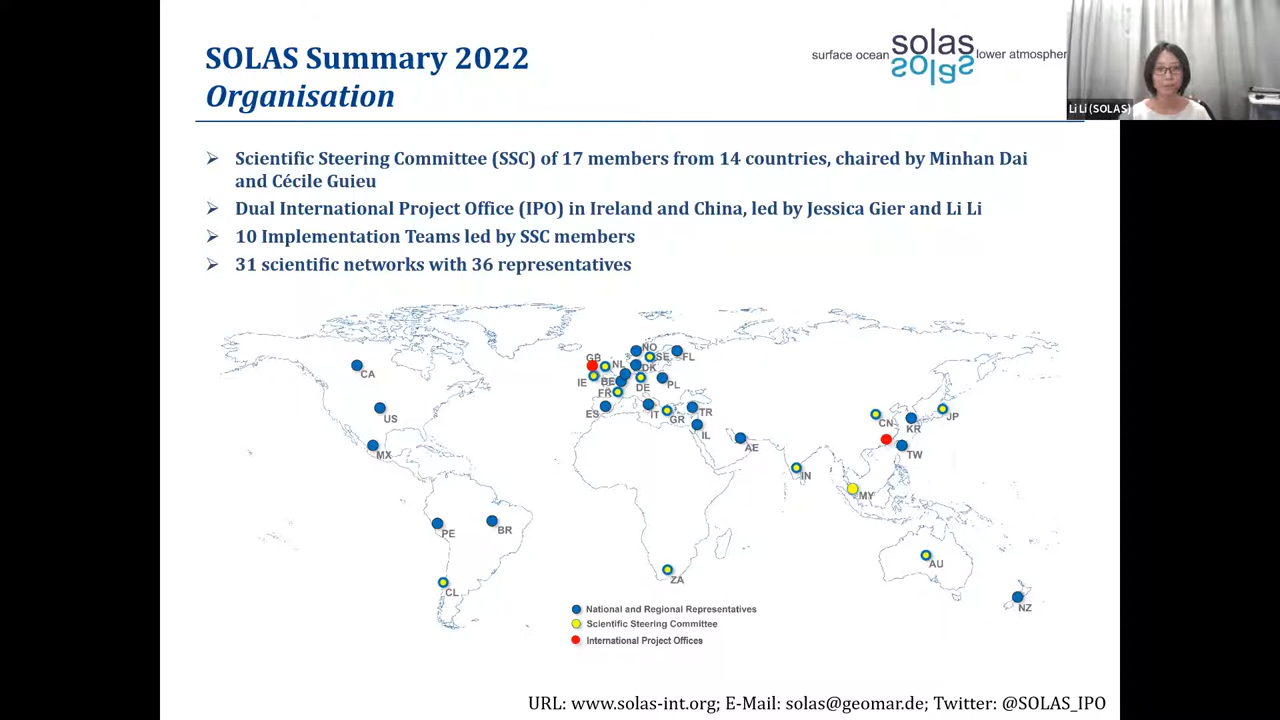 SOLAS Summary 2022
Organisation
surface ocean solas lower atmospher
solas
Li Li (SOLAS)
➢ Scientific Steering Committee (SSC) of 17 members from 14 countries, chaired by Minhan Dai
and Cécile Guieu
➢ Dual International Project Office (IPO) in Ireland and China, led by Jessica Gier and Li Li
➢ 10 Implementation Teams led by SSC members
➢ 31 scientific networks with 36 representatives
NO
GB
NL
SE
FL
CA
DK
IE
BE
DE
PL
FR
ES
IT
GR
TR
US
CN
KR
JP
IL
AE
MX
TW
IN
MY
PE
BR
AU
ZA
CL
NZ
National and Regional Representatives
Scientific Steering Committee
International Project Offices
URL: www.solas-int.org; E-Mail: solas@geomar.de; Twitter: @SOLAS_IPO